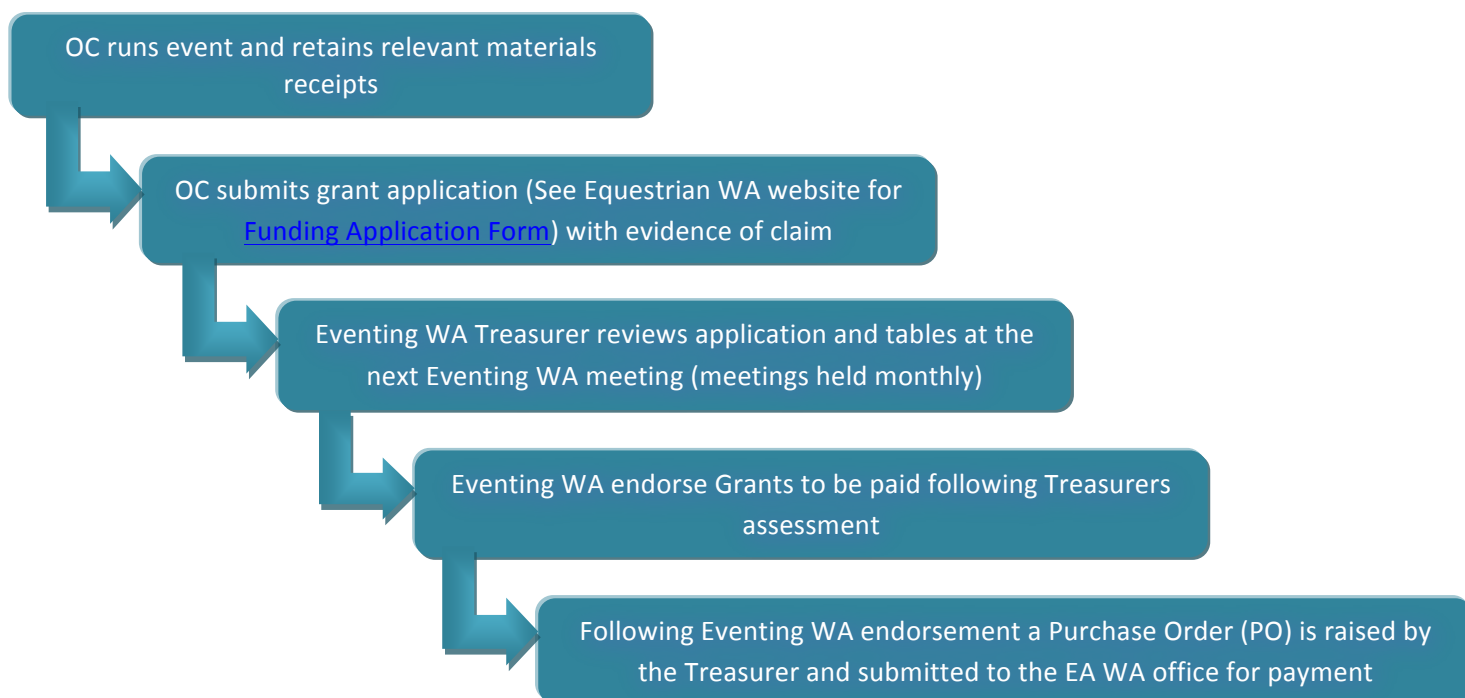 OC runs event and retains relevant materials
receipts
OC submits grant application (See Equestrian WA website for
Funding Application Form) with evidence of claim
Eventing WA Treasurer reviews application and tables at the
next Eventing WA meeting (meetings held monthly)
Eventing WA endorse Grants to be paid following Treasurers
assessment
Following Eventing WA endorsement a Purchase Order (PO) is raised by
the Treasurer and submitted to the EA WA office for payment